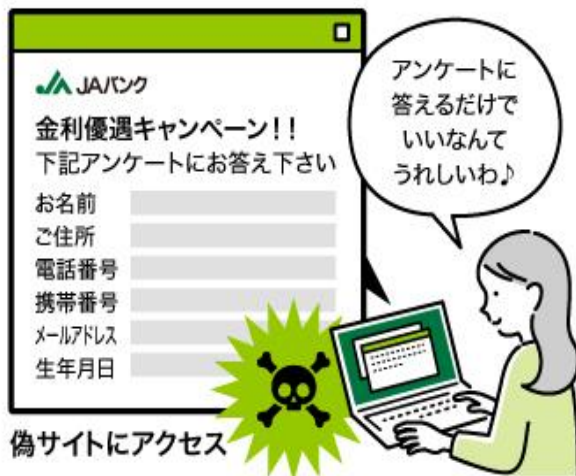 JAバンク
金利優遇キャンペーン!!
下記アンケートにお答え下さい
お名前
ご住所
電話番号
携帯番号
メールアドレス
生年月日
アンケートに
答えるだけで
いいなんて
うれしいわ♪
偽サイトにアクセス